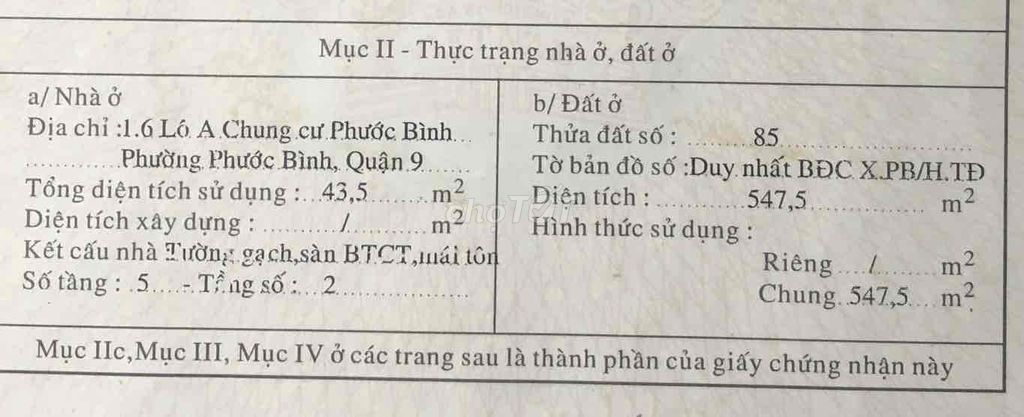 Mục II - Thực trạng nhà ở, đất ở
a/ Nhà ở
Địa chỉ :1.6 Lô A Chung cư Phước Bình
Phường Phước Bình, Quận 9
Tổng diện tích sử dụng : 43,5 m²
Diện tích xây dựng : / m²
Kết cấu nhà Tường gạch,sàn BTCT,mái tôn
Số tầng : 5 - Tầng số : 2
b/ Đất ở
Thửa đất số : 85
Tờ bản đồ số :Duy nhất BĐC X.PB/H.TĐ
Diện tích : 547,5 m²
Hình thức sử dụng :
Riêng / m²
Chung 547,5 m²
Mục IIc,Mục III, Mục IV ở các trang sau là thành phần của giấy chứng nhận này